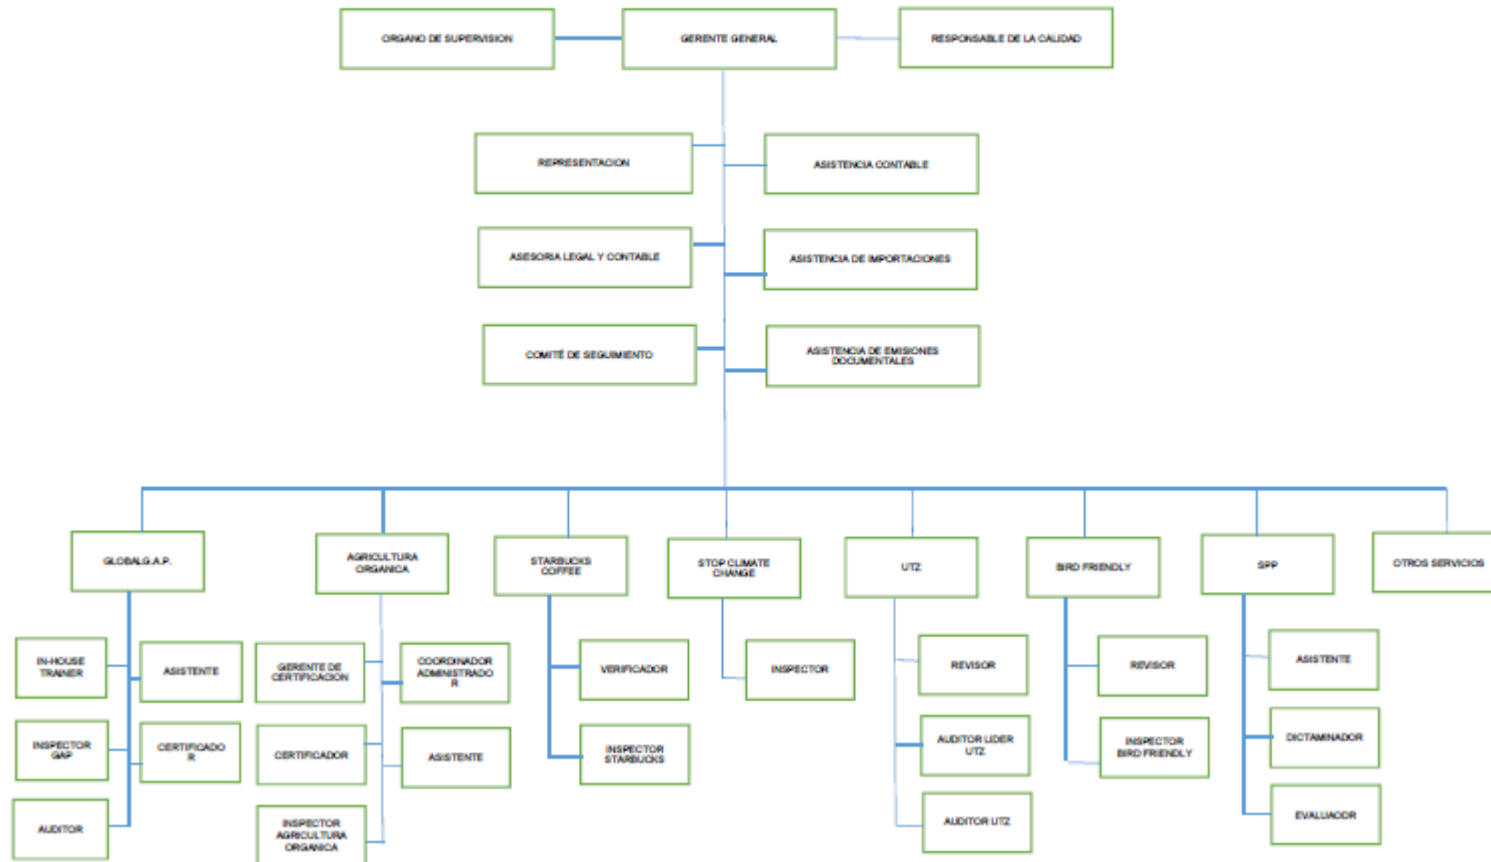 ORGANO DE SUPERVISION
GERENTE GENERAL
RESPONSABLE DE LA CALIDAD
REPRESENTACION
ASISTENCIA CONTABLE
ASESORIA LEGAL Y CONTABLE
ASISTENCIA DE IMPORTACIONES
COMITÉ DE SEGUIMIENTO
ASISTENCIA DE EMISIONES
DOCUMENTALES
GLOBALG.A.P.
AGRICULTURA
ORGANICA
STARBUCKS
COFFEE
STOP CLIMATE
CHANGE
UTZ
BIRD FRIENDLY
SPP
OTROS SERVICIOS
IN-HOUSE
TRAINER
ASISTENTE
GERENTE DE
CERTIFICACION
COORDINADOR
ADMINISTRADO
R
VERIFICADOR
INSPECTOR
REVISOR
REVISOR
ASISTENTE
INSPECTOR
GAP
CERTIFICADO
R
CERTIFICADOR
ASISTENTE
INSPECTOR
STARBUCKS
AUDITOR LIDER
UTZ
INSPECTOR
BIRD FRIENDLY
DICTAMINADOR
AUDITOR
INSPECTOR
AGRICULTURA
ORGANICA
AUDITOR UTZ
EVALUAODR